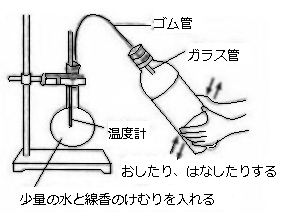 ゴム管
ガラス管
温度計
おしたり、はなしたりする
少量の水と線香のけむりを入れる